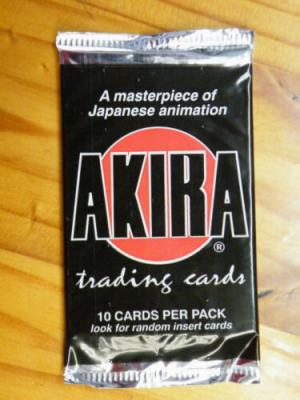 A masterpiece of
Japanese animation
AKIRA
®
trading cards
10 CARDS PER PACK
look for random insert cards